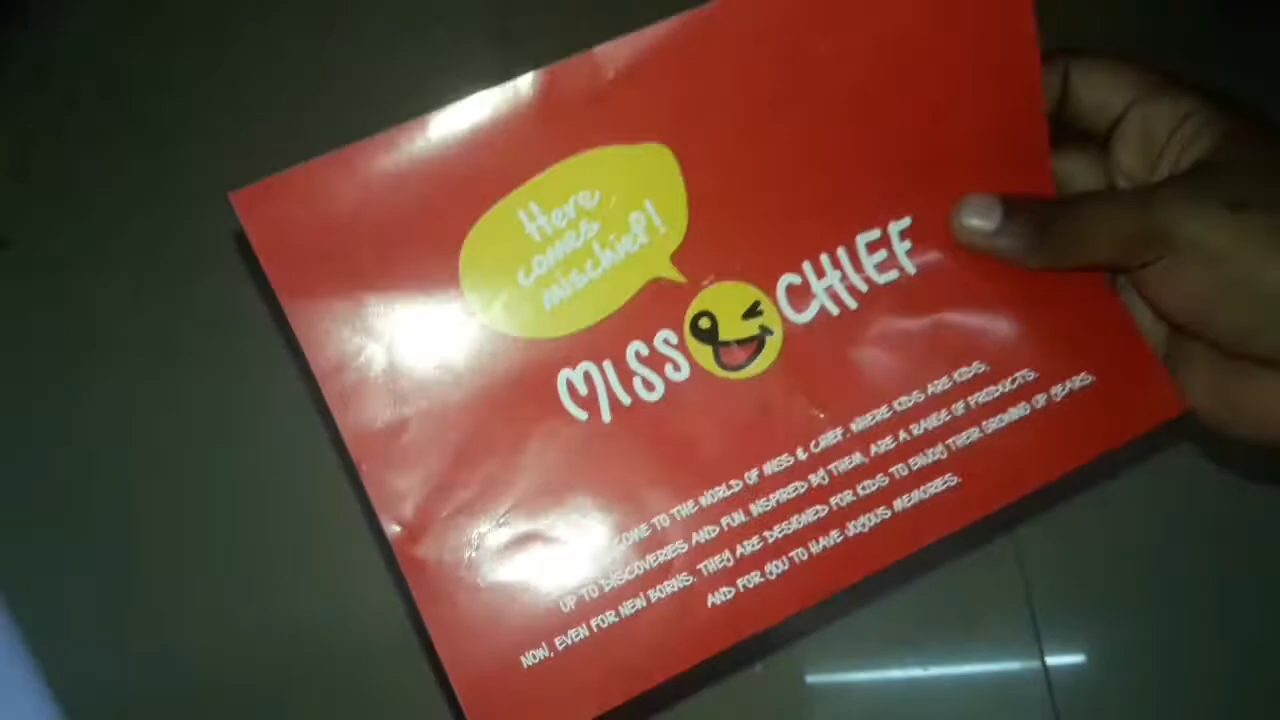 Here
comes
mischief!
MISS & CHIEF
COME TO THE WORLD OF MISS & CHIEF. WHERE KIDS ARE KIDS,
UP TO DISCOVERIES AND FUN. INSPIRED BY THEM, ARE A RANGE OF PRODUCTS.
NOW, EVEN FOR NEW BORNS. THEY ARE DESIGNED FOR KIDS TO ENJOY THEIR GROWING UP YEARS.
AND FOR YOU TO HAVE JOYOUS MEMORIES.